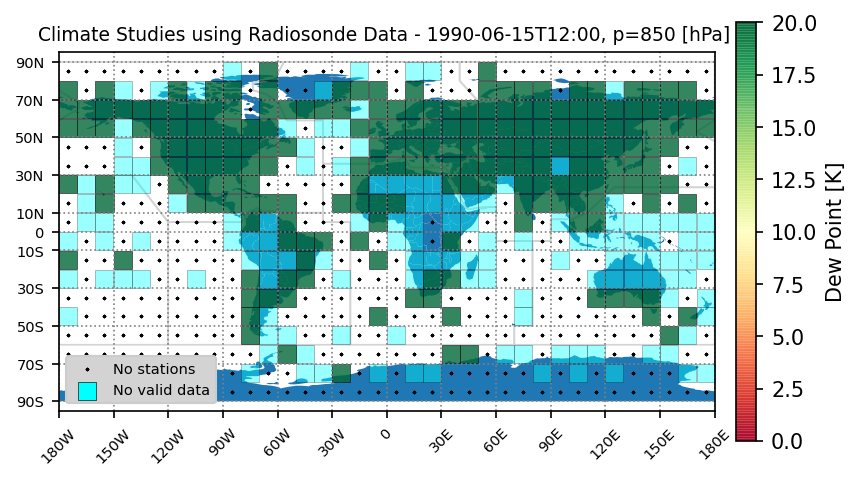 Climate Studies using Radiosonde Data - 1990-06-15T12:00, p=850 [hPa]
90N
70N
50N
30N
10N
0
10S
30S
50S
70S
90S
No stations
No valid data
180W
150W
120W
90W
60W
30W
0
30E
60E
90E
120E
150E
180E
20.0
17.5
15.0
12.5
10.0
7.5
5.0
2.5
0.0
Dew Point [K]